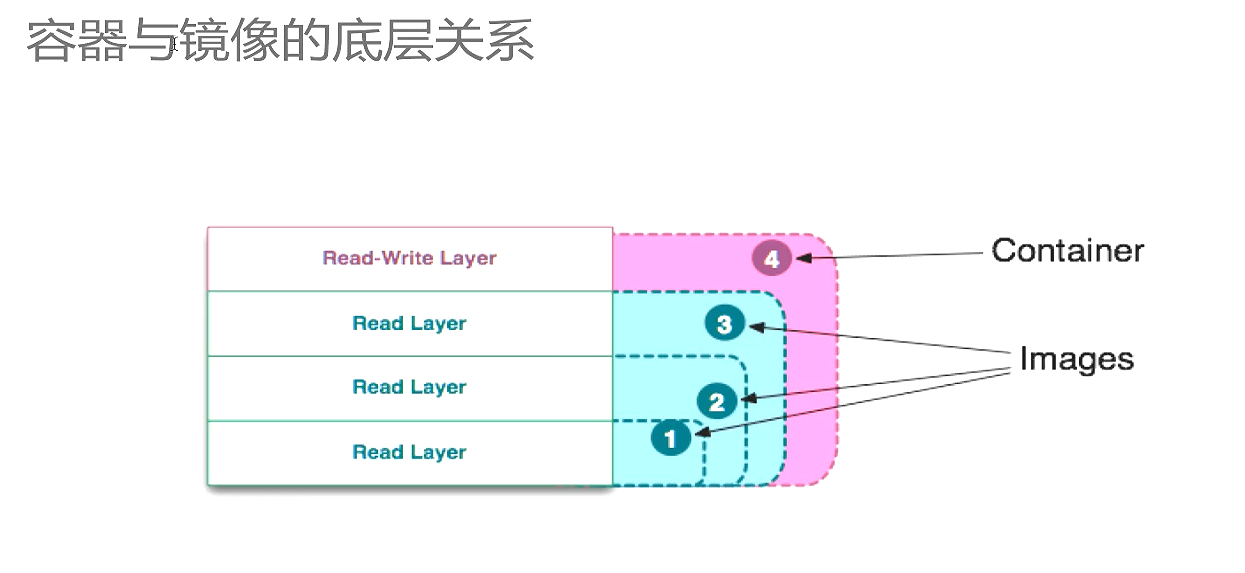 容器与镜像的底层关系
Read-Write Layer
4
Container
Read Layer
3
Images
Read Layer
2
1
Read Layer